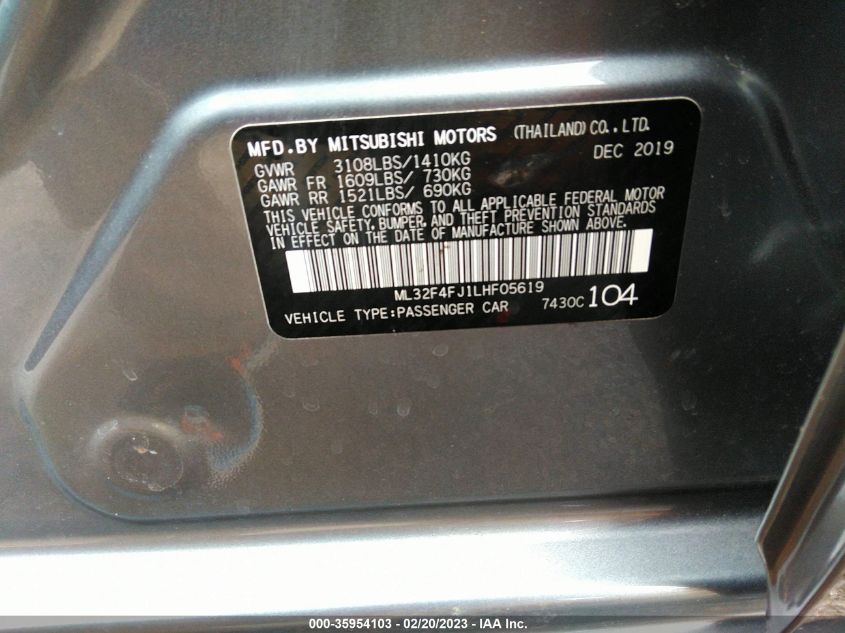 MFD.BY MITSUBISHI MOTORS (THAILAND) CO.,LTD.
GVWR 3108LBS/1410KG DEC 2019
GAWR FR 1609LBS/ 730KG
GAWR RR 1521LBS/ 690KG
THIS VEHICLE CONFORMS TO ALL APPLICABLE FEDERAL MOTOR
VEHICLE SAFETY, BUMPER, AND THEFT PREVENTION STANDARDS
IN EFFECT ON THE DATE OF MANUFACTURE SHOWN ABOVE.
ML32F4FJ1LHF05619
VEHICLE TYPE:PASSENGER CAR 7430C 104
000-35954103 - 02/20/2023 - IAA Inc.